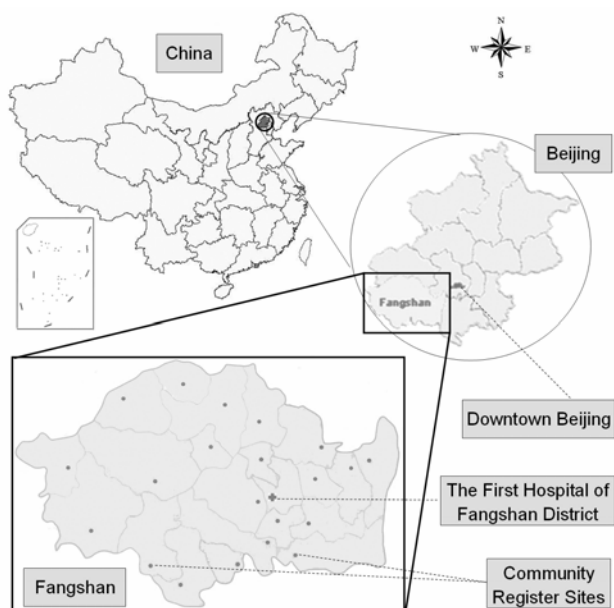 China
N
W E
S
Beijing
Fangshan
Downtown Beijing
The First Hospital of
Fangshan District
Fangshan
Community
Register Sites